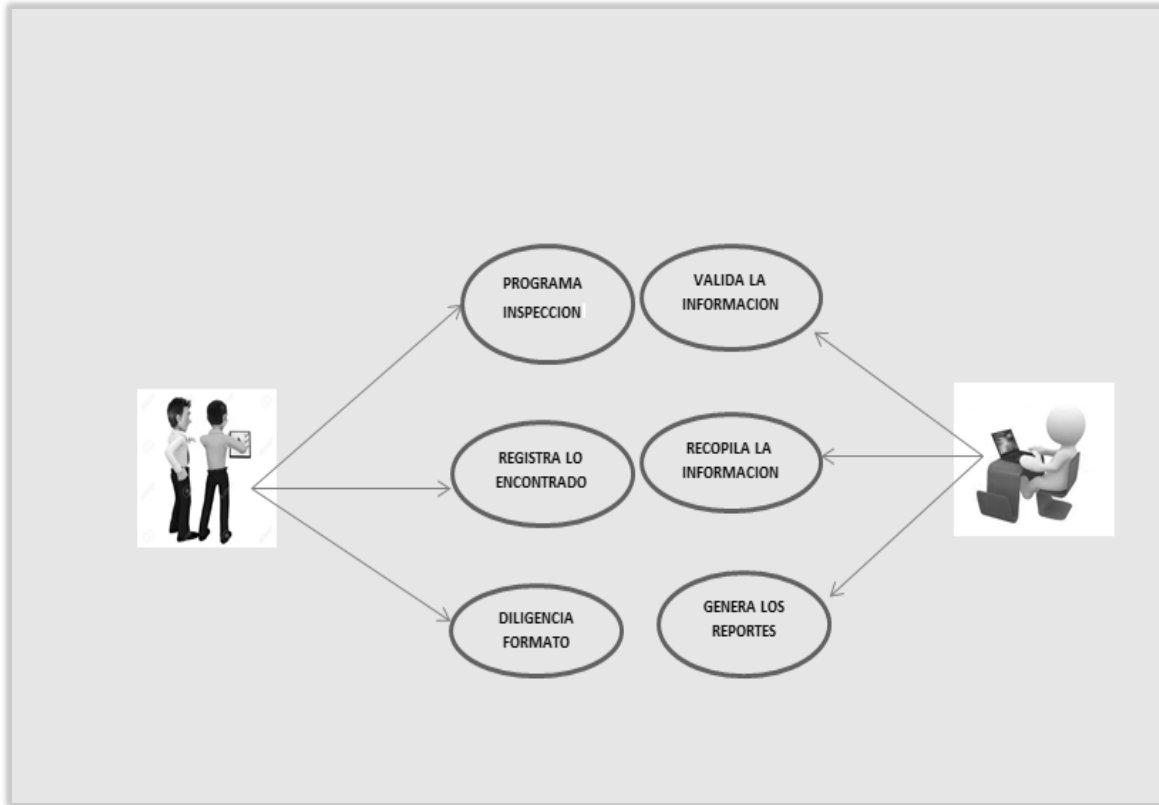 PROGRAMA
INSPECCION
VALIDA LA
INFORMACION
REGISTRA LO
ENCONTRADO
RECOPILA LA
INFORMACION
DILIGENCIA
FORMATO
GENERA LOS
REPORTES